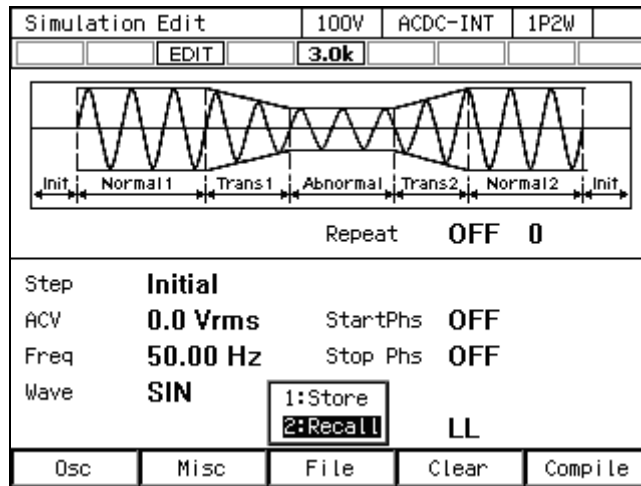 Simulation Edit 100V ACDC-INT 1P2W
EDIT 3.0k
Init Normal1 Trans1 Abnormal Trans2 Normal2 Init
Repeat OFF 0
Step Initial
ACV 0.0 Vrms StartPhs OFF
Freq 50.00 Hz Stop Phs OFF
Wave SIN
1:Store
2:Recall
LL
Osc Misc File Clear Compile